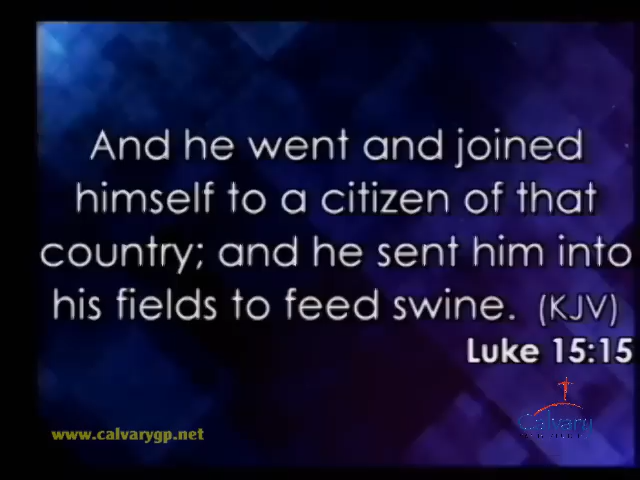 And he went and joined
himself to a citizen of that
country; and he sent him into
his fields to feed swine. (KJV)
Luke 15:15
www.calvarygp.net
Calvary